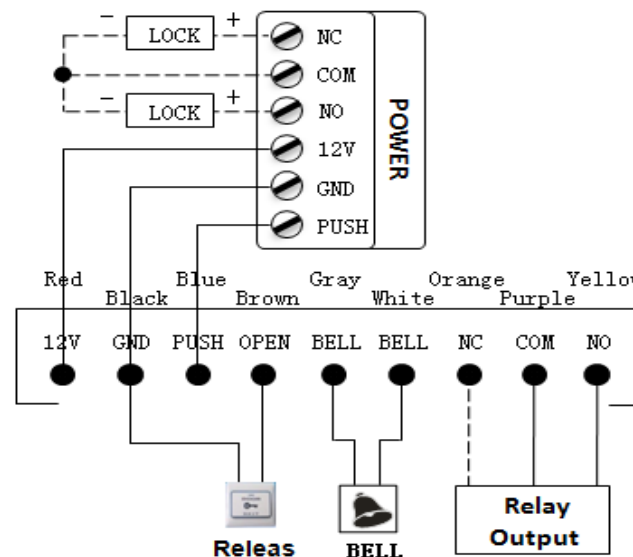 − LOCK + NC
COM
− LOCK + NO
12V
GND
PUSH
POWER
Red Blue Gray Orange Yellow
Black Brown White Purple
12V GND PUSH OPEN BELL BELL NC COM NO
Relay
Output
Releas BELL